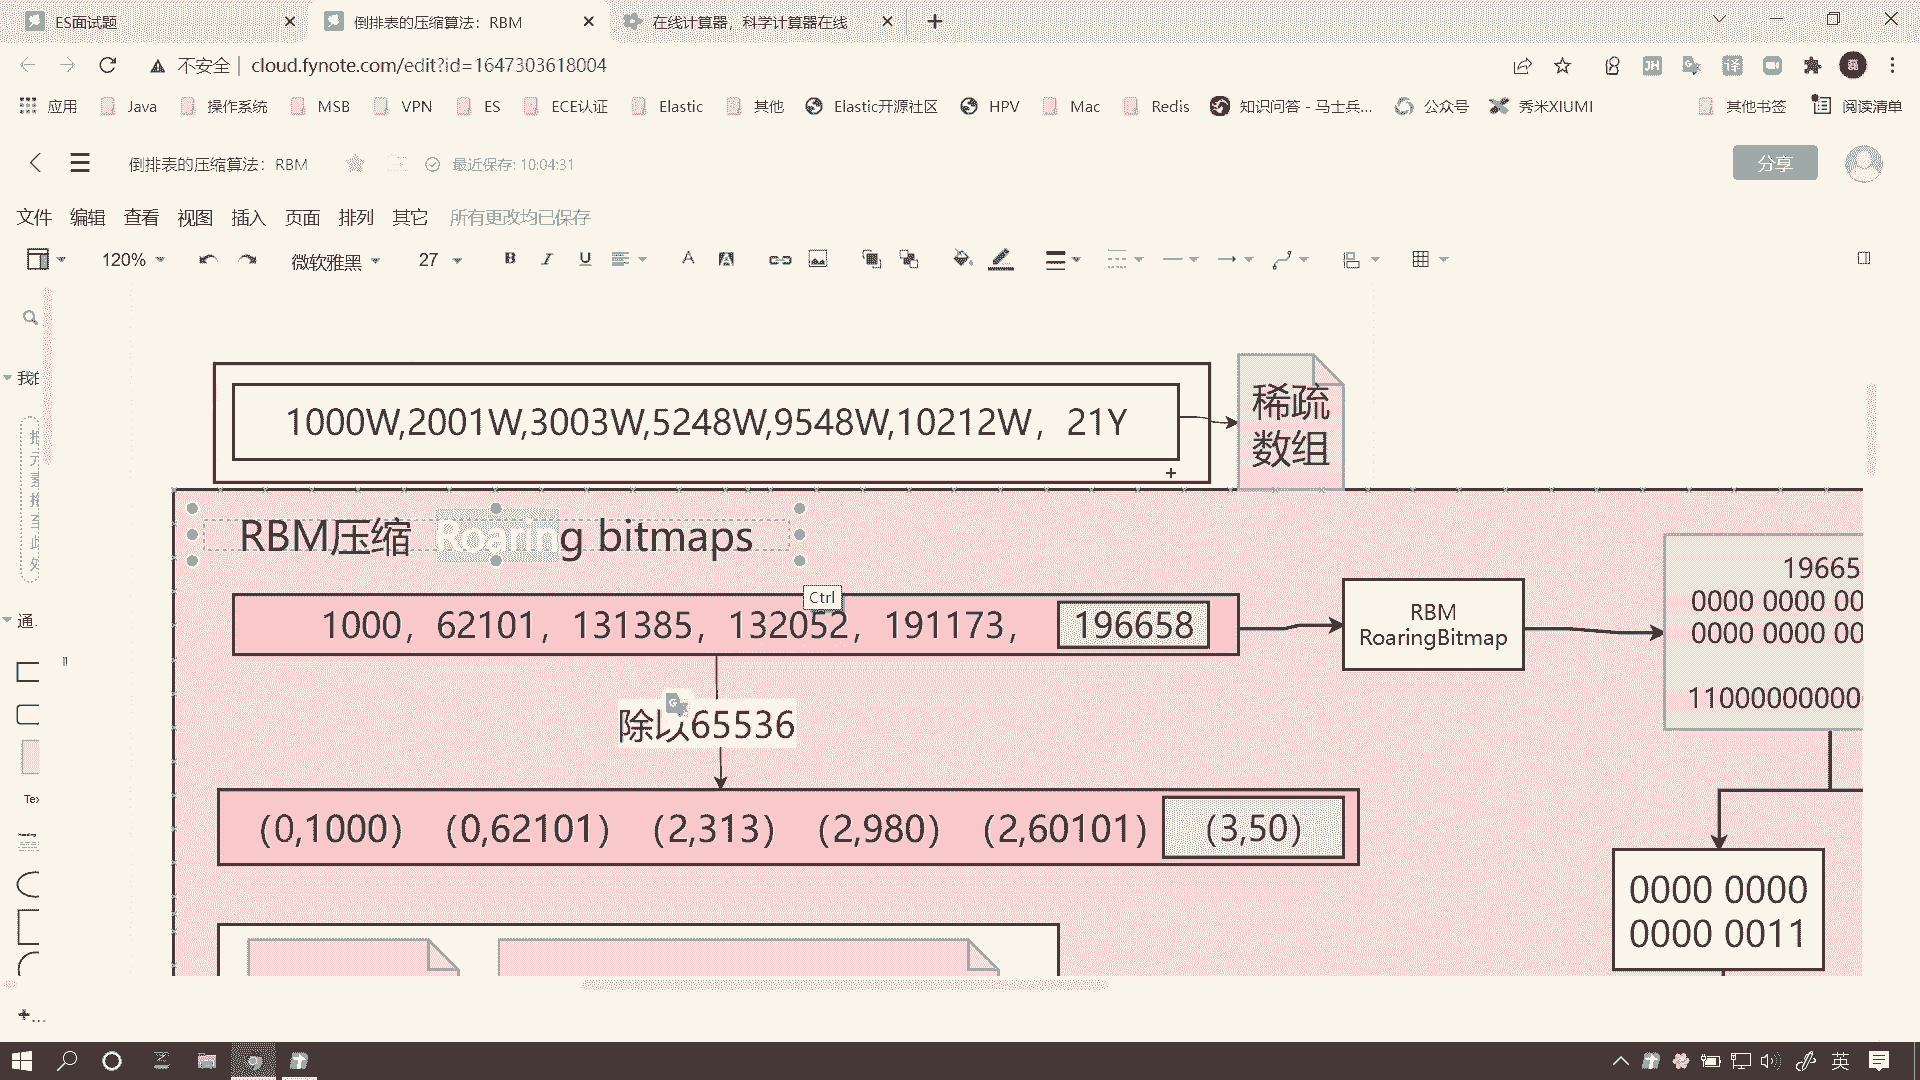 ES面试题
倒排表的压缩算法：RBM
在线计算器，科学计算器在线
不安全
cloud.fynote.com/edit?id=1647303618004
应用
Java
操作系统
MSB
VPN
ES
ECE认证
Elastic
其他
Elastic开源社区
HPV
Mac
Redis
知识问答 - 马士兵...
公众号
秀米XIUMI
其他书签
阅读清单
倒排表的压缩算法：RBM
最近保存: 10:04:31
分享
文件 编辑 查看 视图 插入 页面 排列 其它 所有更改均已保存
120%
微软雅黑
27
1000W,2001W,3003W,5248W,9548W,10212W，21Y
稀疏
数组
RBM压缩 Roaring bitmaps
Ctrl
1000，62101，131385，132052，191173，
196658
RBM
RoaringBitmap
19665
0000 0000 00
0000 0000 00
11000000000
除以65536
(0,1000) (0,62101) (2,313) (2,980) (2,60101)
(3,50)
0000 0000
0000 0011
通.
Tex
英